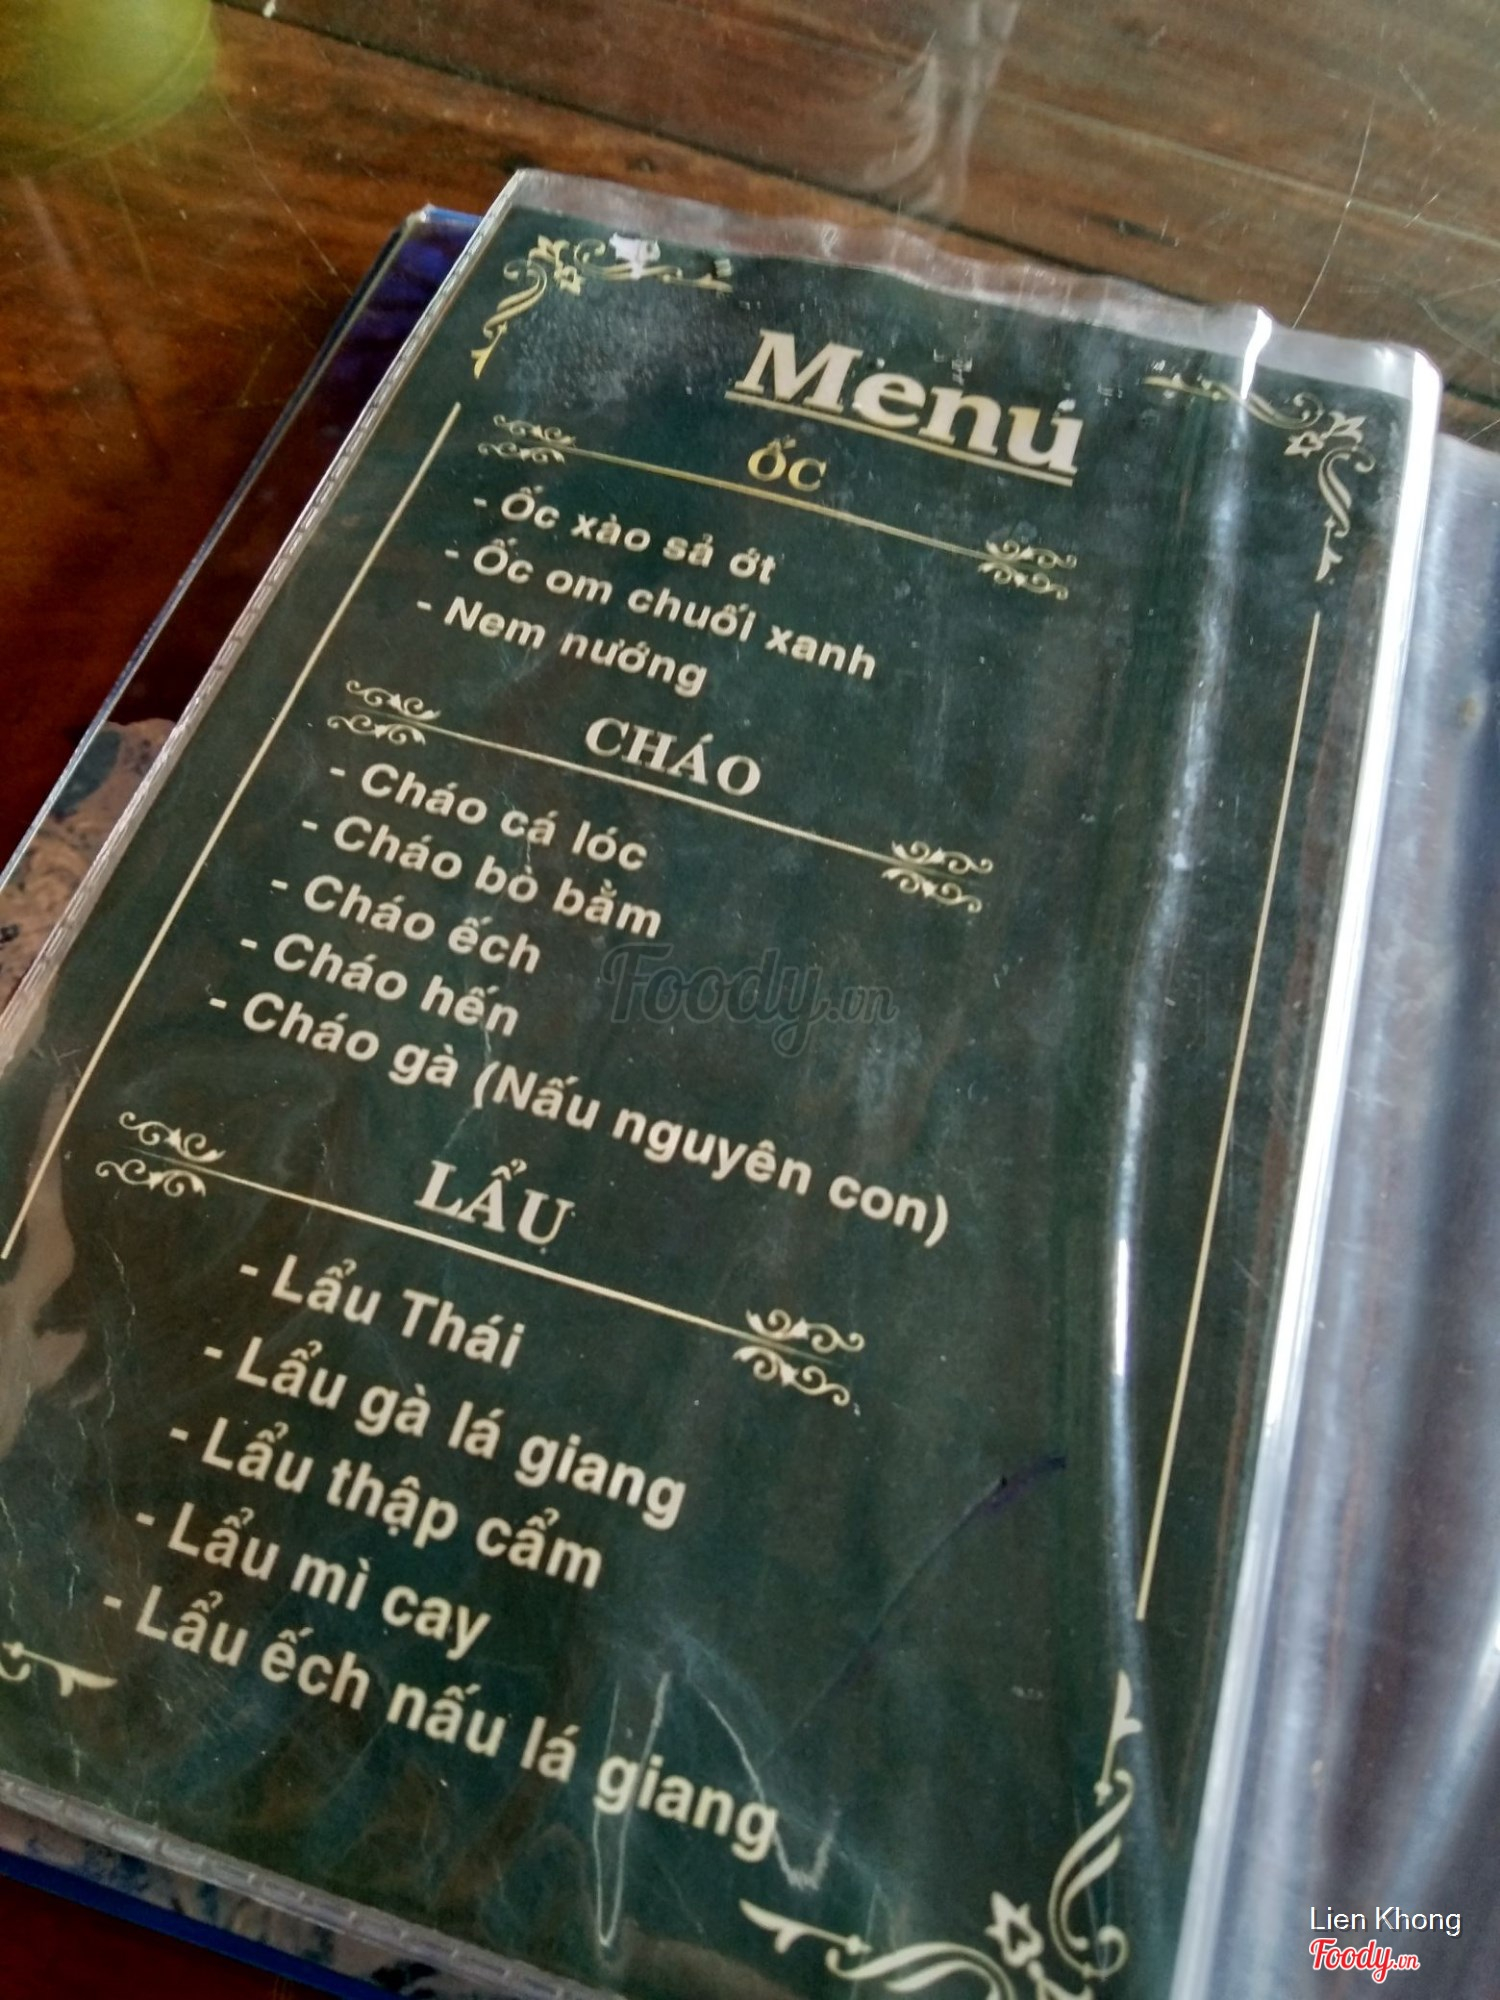 Menu
ỐC
- Ốc xào sả ớt
- Ốc om chuối xanh
- Nem nướng
CHÁO
- Cháo cá lóc
- Cháo bò bằm
- Cháo ếch
- Cháo hến
- Cháo gà (Nấu nguyên con)
LẨU
- Lẩu Thái
- Lẩu gà lá giang
- Lẩu thập cẩm
- Lẩu mì cay
- Lẩu ếch nấu lá giang
Foody.vn
Lien Khong
Foody.vn